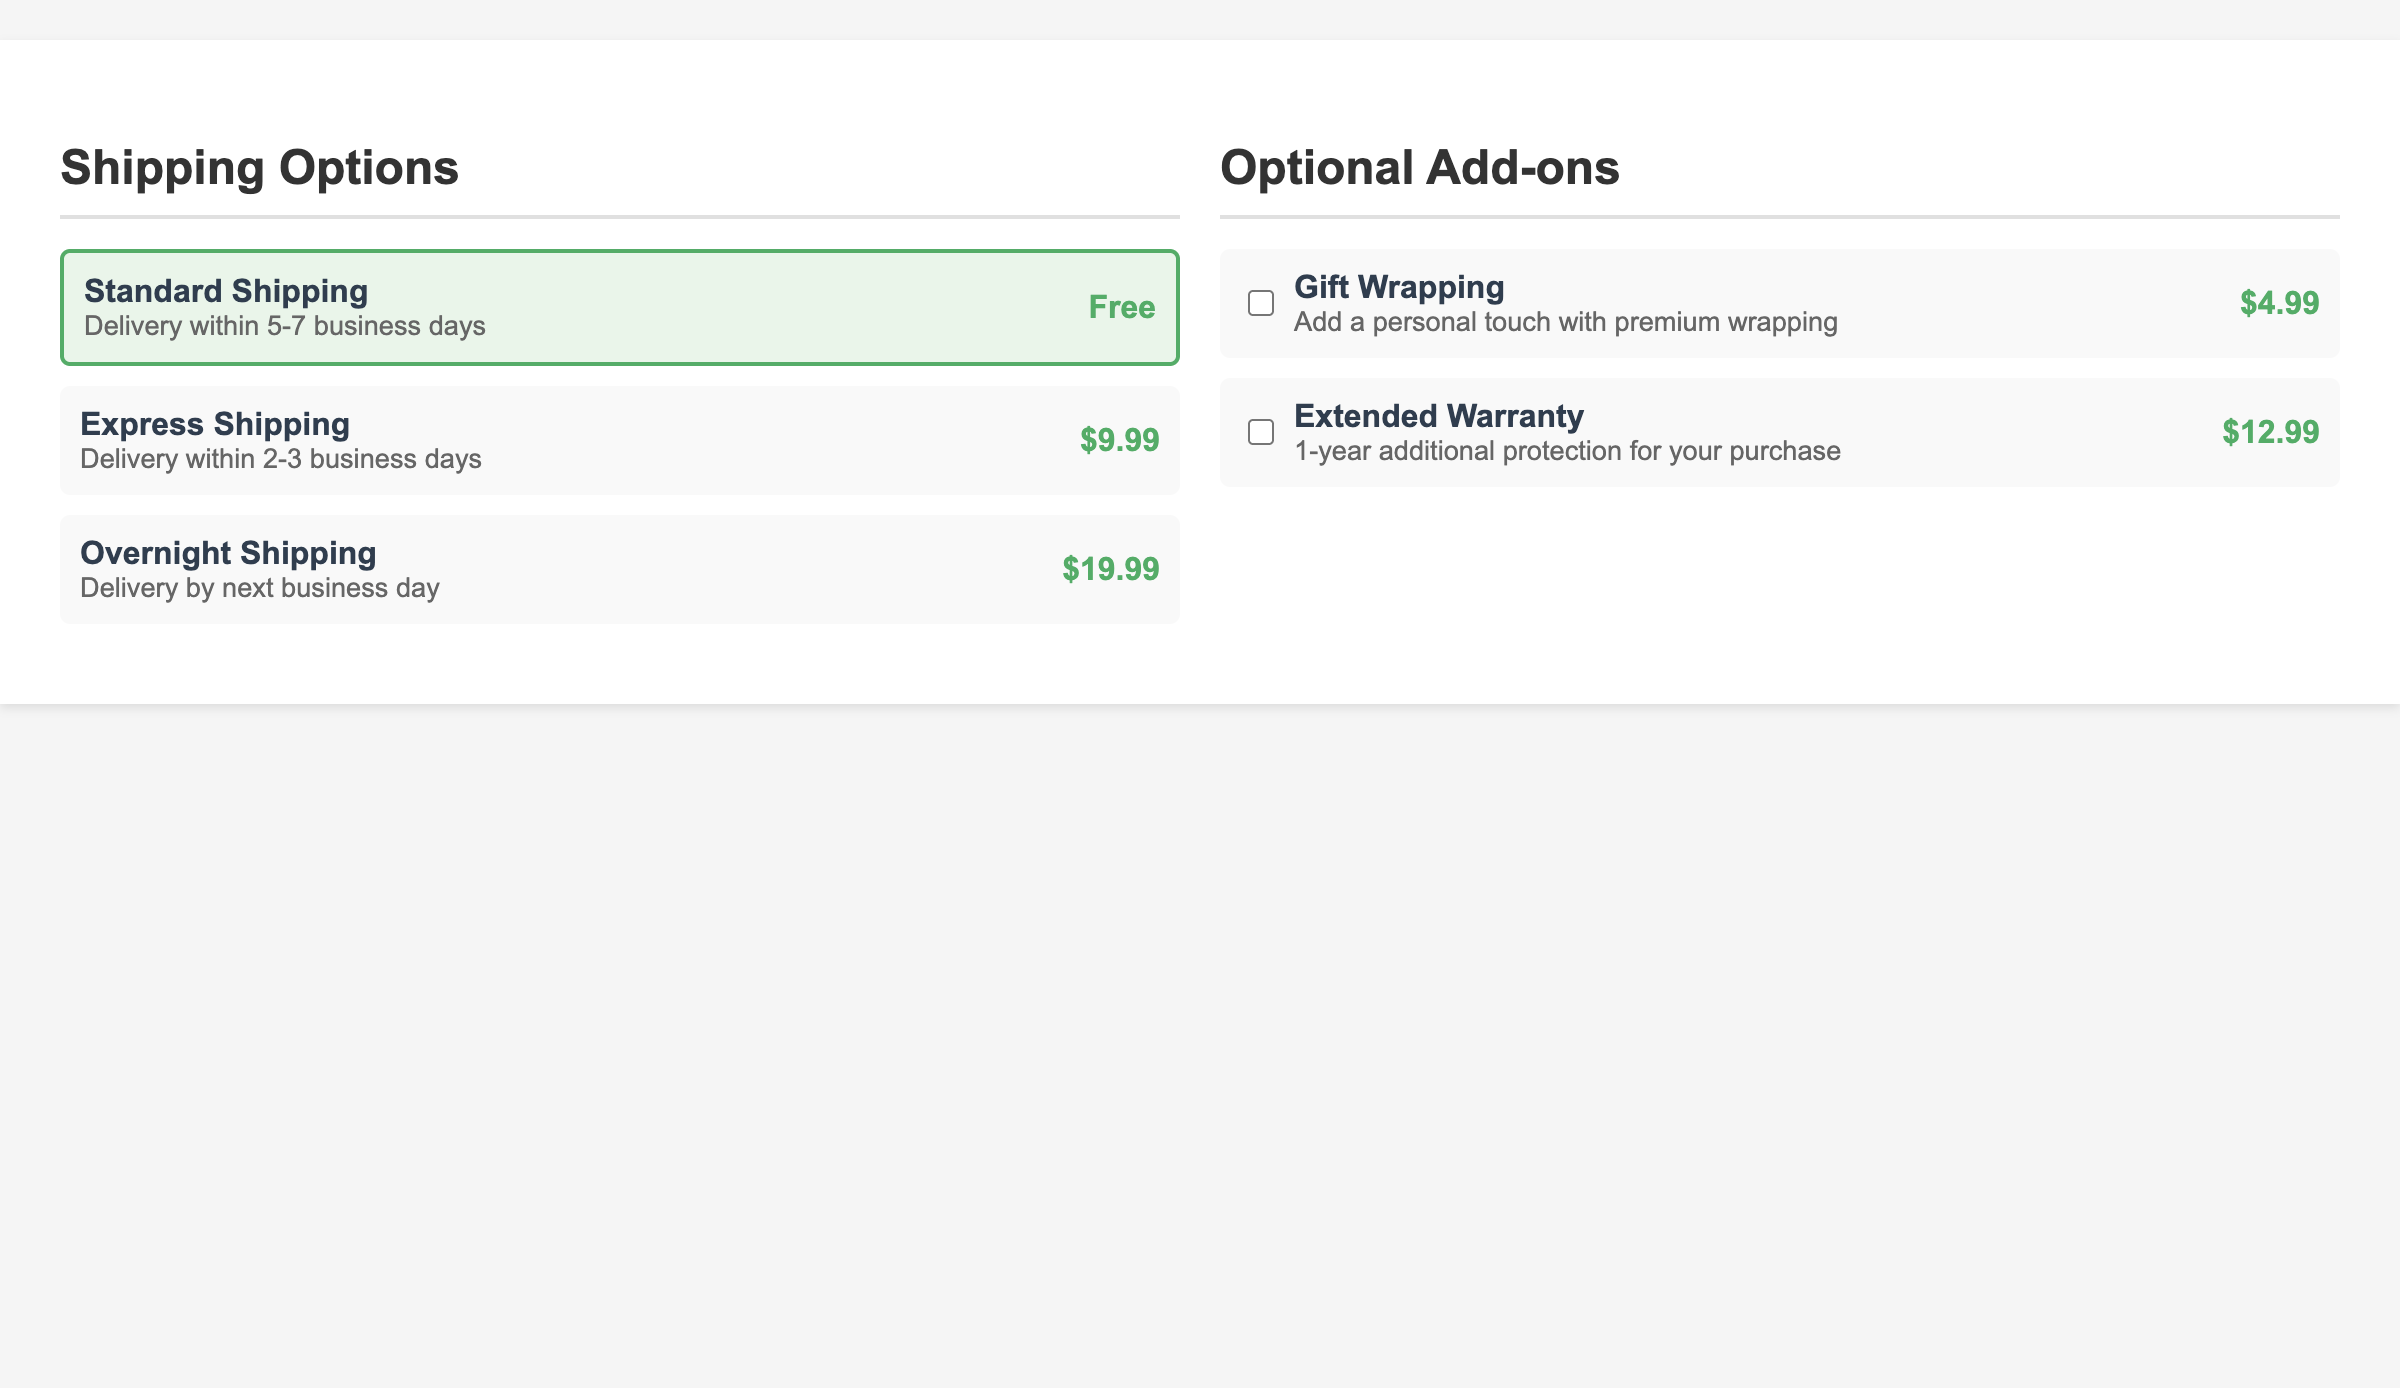 Shipping Options
Standard Shipping
Delivery within 5-7 business days
Free
Express Shipping
Delivery within 2-3 business days
$9.99
Overnight Shipping
Delivery by next business day
$19.99
Optional Add-ons
Gift Wrapping
Add a personal touch with premium wrapping
$4.99
Extended Warranty
1-year additional protection for your purchase
$12.99